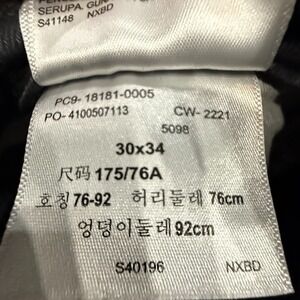 SERUPA. GUN
S41148 NXBD
PC9- 18181-0005
PO- 4100507113 CW- 2221
5098
30x34
尺码 175/76A
호칭 76-92 허리둘레 76cm
엉덩이둘레 92cm
S40196 NXBD